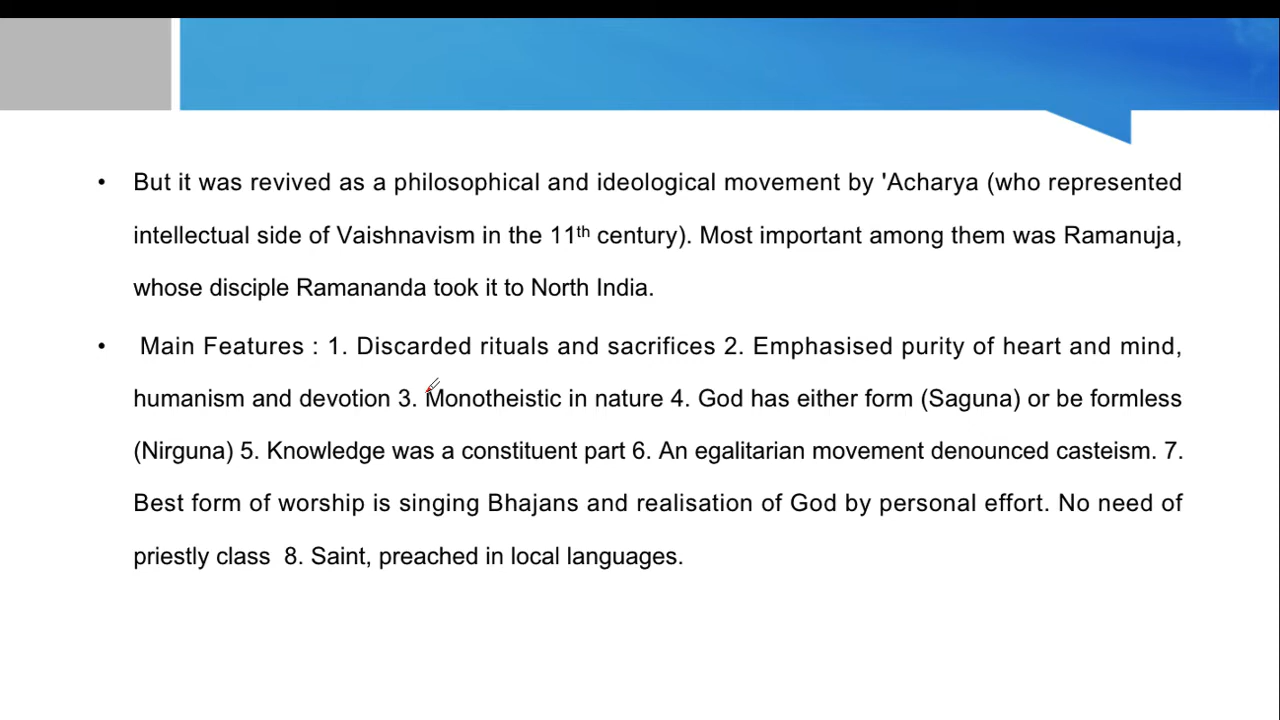 • But it was revived as a philosophical and ideological movement by 'Acharya (who represented
intellectual side of Vaishnavism in the 11th century). Most important among them was Ramanuja,
whose disciple Ramananda took it to North India.
• Main Features : 1. Discarded rituals and sacrifices 2. Emphasised purity of heart and mind,
humanism and devotion 3. Monotheistic in nature 4. God has either form (Saguna) or be formless
(Nirguna) 5. Knowledge was a constituent part 6. An egalitarian movement denounced casteism. 7.
Best form of worship is singing Bhajans and realisation of God by personal effort. No need of
priestly class 8. Saint, preached in local languages.